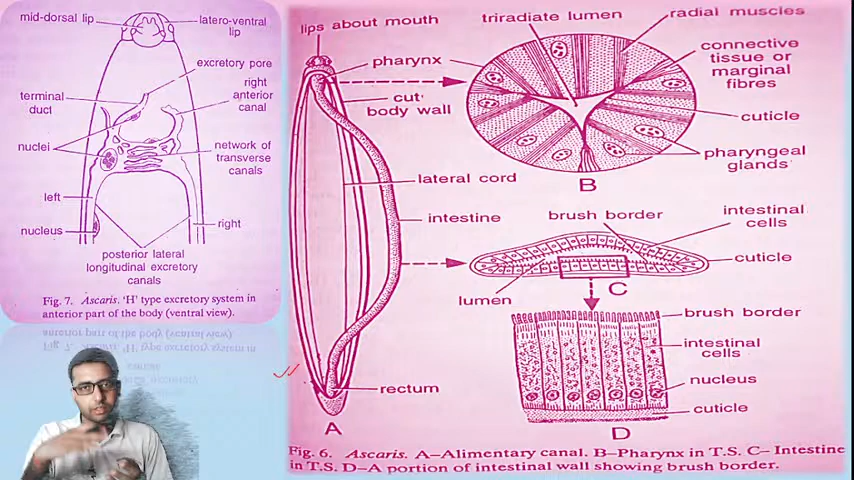 mid-dorsal lip
latero-ventral
lip
excretory pore
right
anterior
canal
terminal
duct
nuclei
network of
transverse
canals
left
right
nucleus
posterior lateral
longitudinal excretory
canals
Fig. 7. Ascaris. 'H' type excretory system in
anterior part of the body (ventral view).
lips about mouth
pharynx
cut
body wall
lateral cord
intestine
rectum
A
triradiate lumen
radial muscles
connective
tissue or
marginal
fibres
cuticle
pharyngeal
glands
B
brush border
intestinal
cells
cuticle
lumen
C
brush border
intestinal
cells
nucleus
cuticle
D
Fig. 6. Ascaris. A–Alimentary canal. B–Pharynx in T.S. C– Intestine
in T.S. D–A portion of intestinal wall showing brush border.